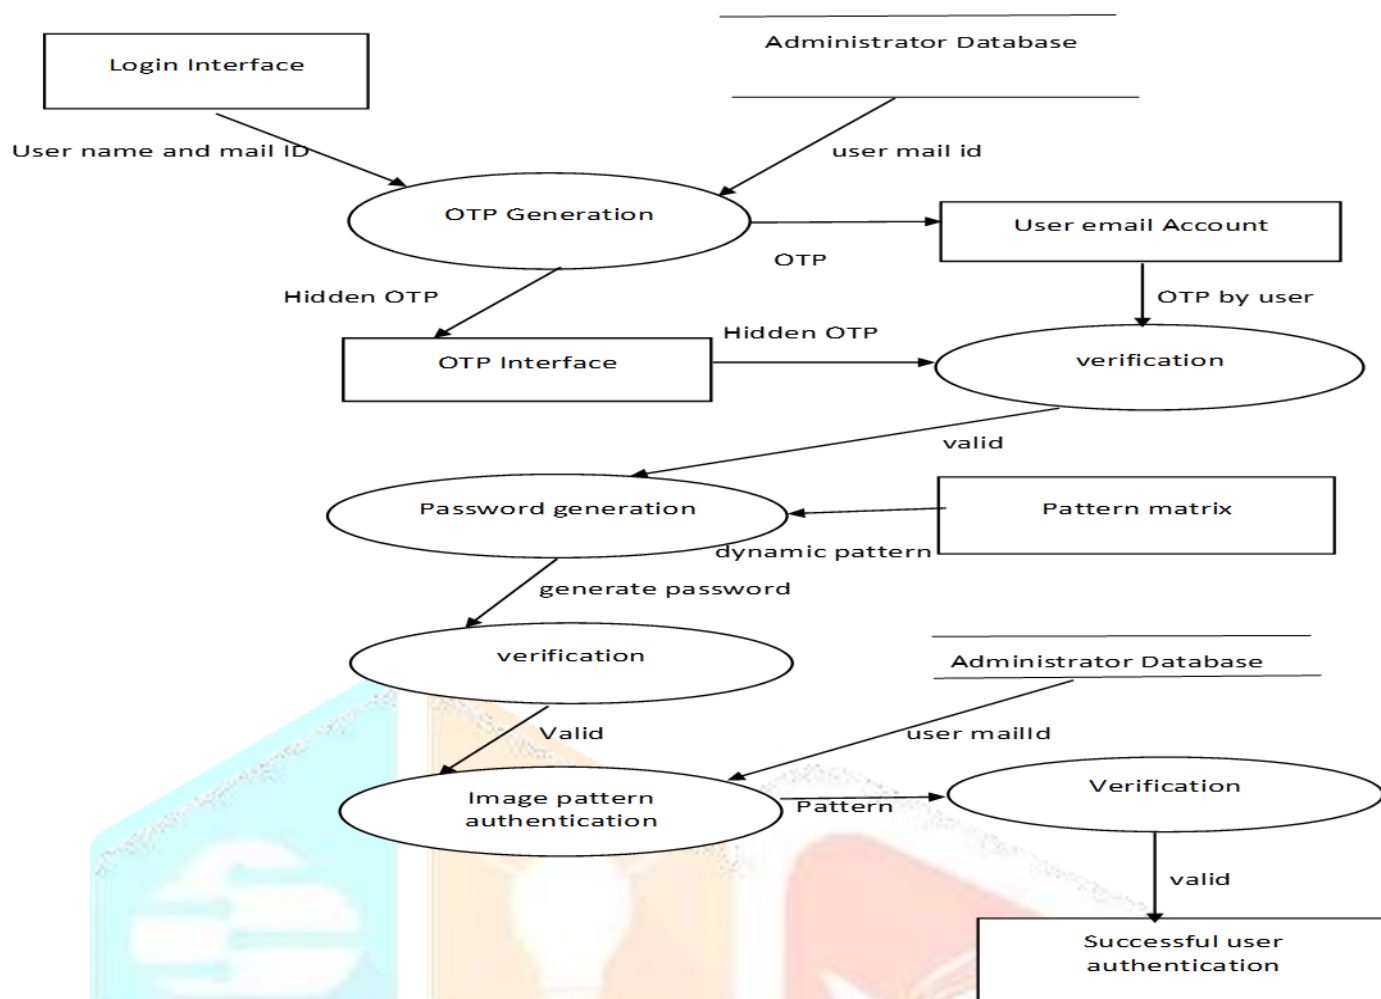 Login Interface
Administrator Database
User name and mail ID
user mail id
OTP Generation
User email Account
OTP
Hidden OTP
OTP by user
Hidden OTP
OTP Interface
verification
valid
Password generation
Pattern matrix
dynamic pattern
generate password
verification
Administrator Database
Valid
user mailId
Image pattern
authentication
Pattern
Verification
valid
Successful user
authentication